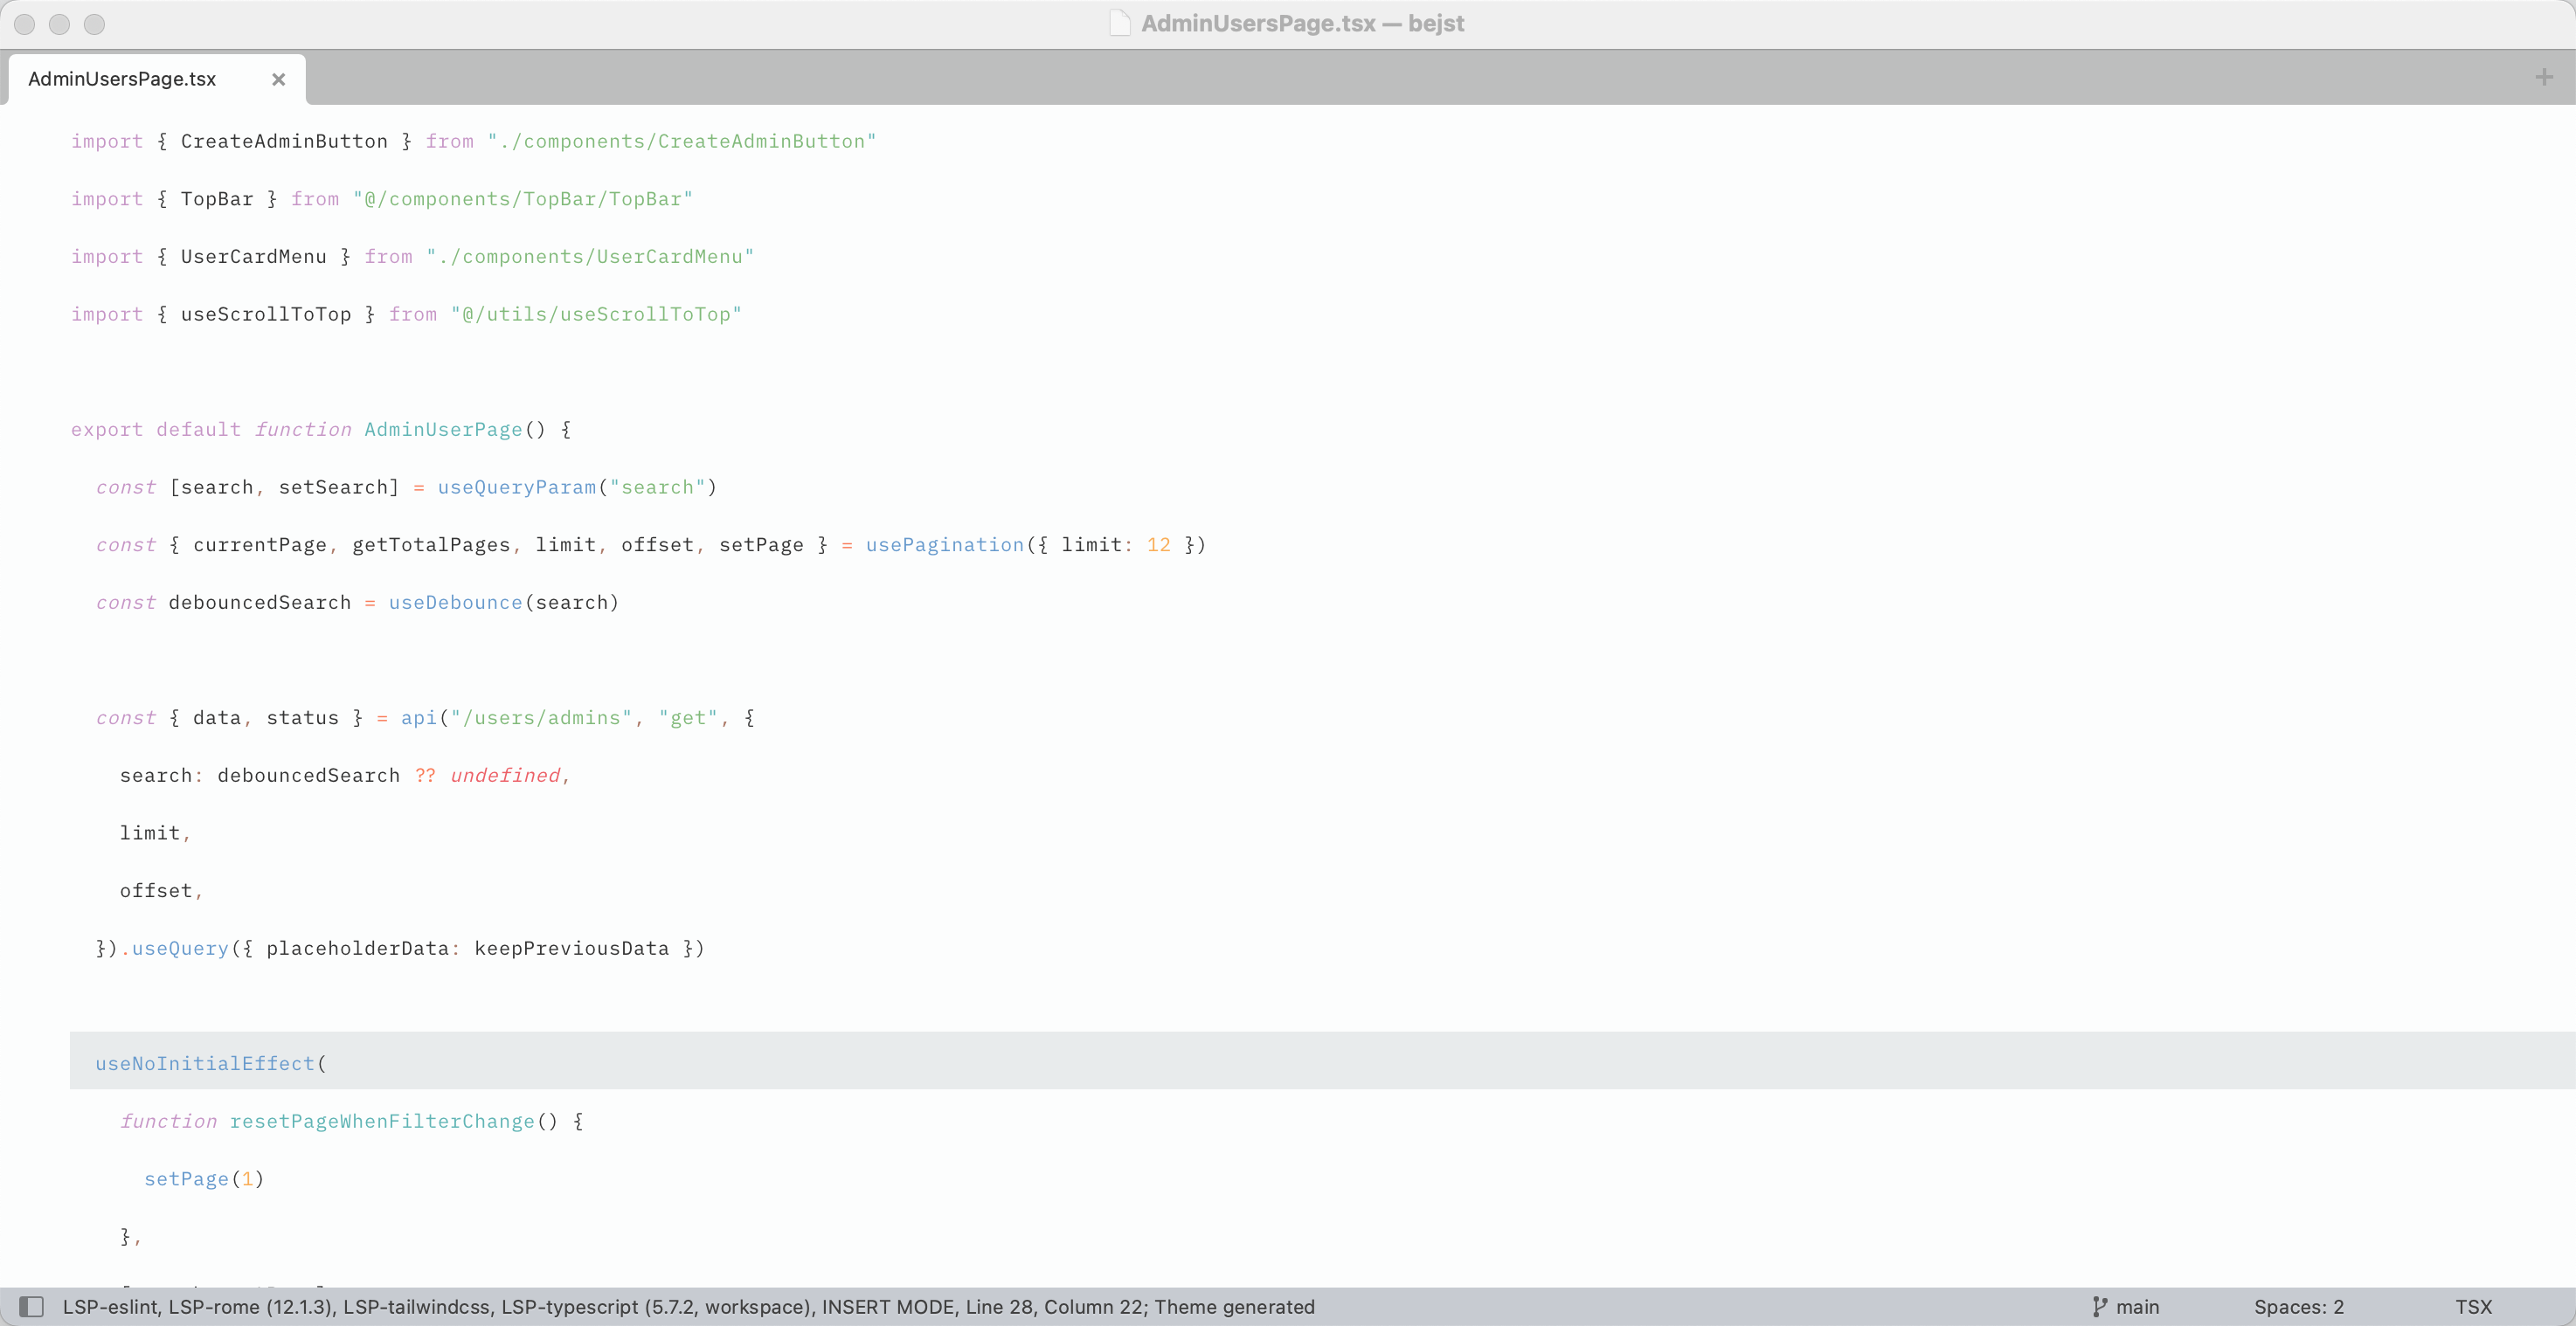 AdminUsersPage.tsx — bejst
AdminUsersPage.tsx
import { CreateAdminButton } from "./components/CreateAdminButton"
import { TopBar } from "@/components/TopBar/TopBar"
import { UserCardMenu } from "./components/UserCardMenu"
import { useScrollToTop } from "@/utils/useScrollToTop"
export default function AdminUserPage() {
const [search, setSearch] = useQueryParam("search")
const { currentPage, getTotalPages, limit, offset, setPage } = usePagination({ limit: 12 })
const debouncedSearch = useDebounce(search)
const { data, status } = api("/users/admins", "get", {
search: debouncedSearch ?? undefined,
limit,
offset,
}).useQuery({ placeholderData: keepPreviousData })
useNoInitialEffect(
function resetPageWhenFilterChange() {
setPage(1)
},
LSP-eslint, LSP-rome (12.1.3), LSP-tailwindcss, LSP-typescript (5.7.2, workspace), INSERT MODE, Line 28, Column 22; Theme generated
main
Spaces: 2
TSX